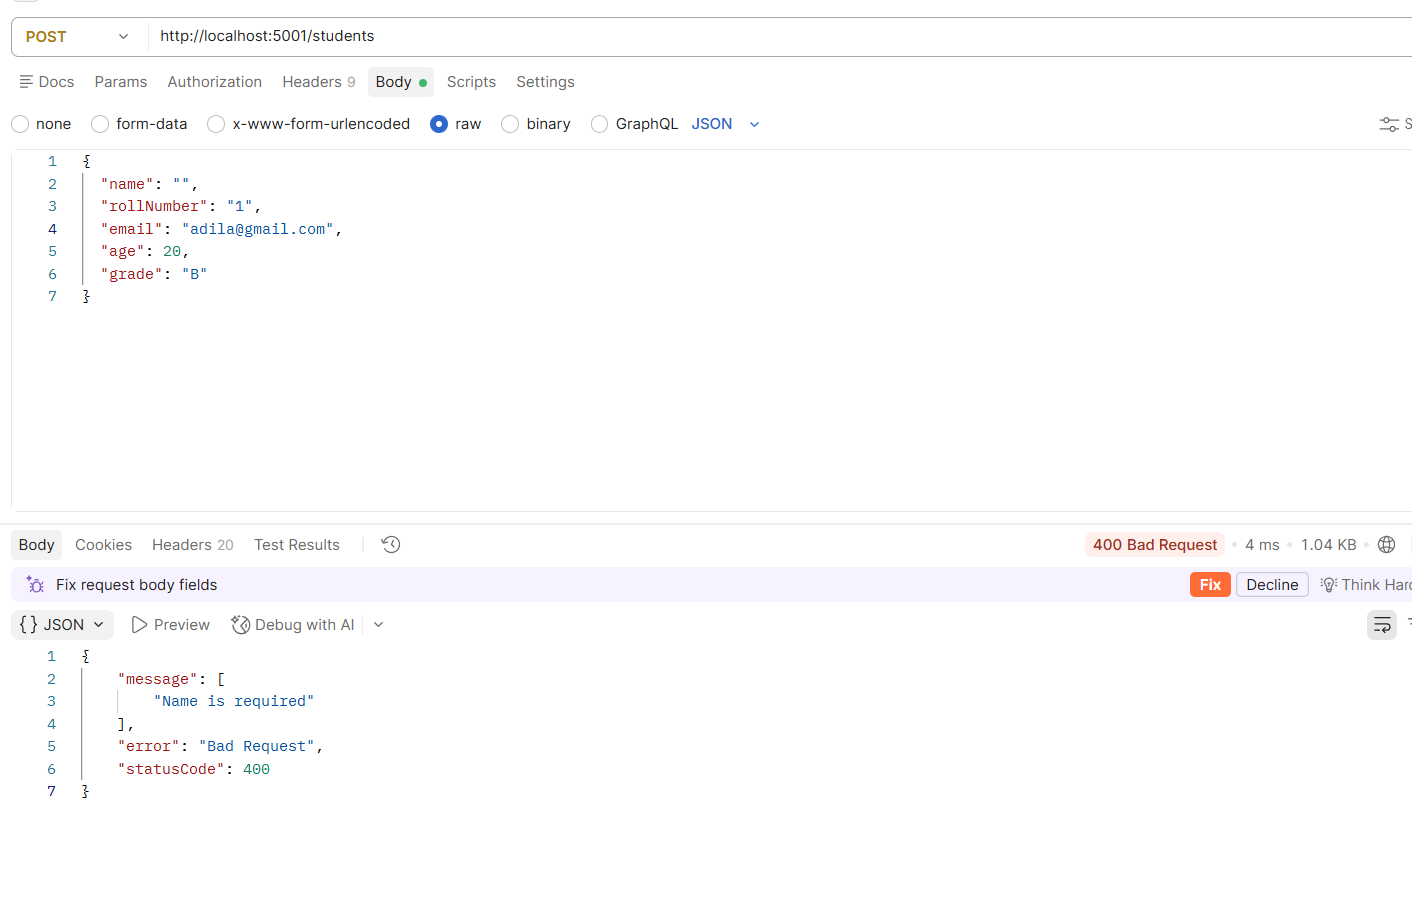 POST http://localhost:5001/students
Docs Params Authorization Headers 9 Body Scripts Settings
none form-data x-www-form-urlencoded raw binary GraphQL JSON S
1 {
2 "name": "",
3 "rollNumber": "1",
4 "email": "adila@gmail.com",
5 "age": 20,
6 "grade": "B"
7 }
Body Cookies Headers 20 Test Results 400 Bad Request 4 ms 1.04 KB
Fix request body fields Fix Decline Think Hard
{} JSON Preview Debug with AI
1 {
2 "message": [
3 "Name is required"
4 ],
5 "error": "Bad Request",
6 "statusCode": 400
7 }